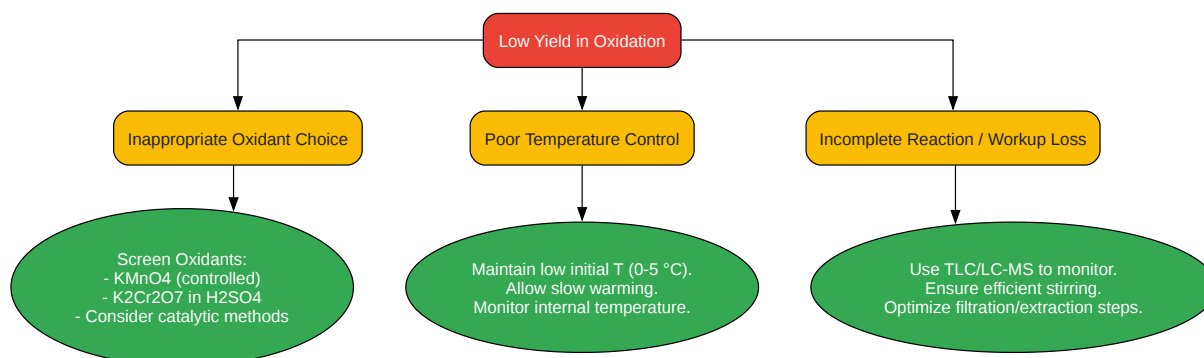 Low Yield in Oxidation
Inappropriate Oxidant Choice
Poor Temperature Control
Incomplete Reaction / Workup Loss
Screen Oxidants:
- KMnO4 (controlled)
- K2Cr2O7 in H2SO4
- Consider catalytic methods
Maintain low initial T (0-5 °C).
Allow slow warming.
Monitor internal temperature.
Use TLC/LC-MS to monitor.
Ensure efficient stirring.
Optimize filtration/extraction steps.